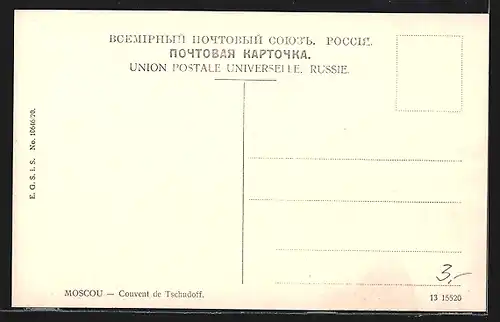 ВСЕМІРНЫЙ ПОЧТОВЫЙ СОЮЗЪ. РОССІЯ.
ПОЧТОВАЯ КАРТОЧКА.
UNION POSTALE UNIVERSELLE. RUSSIE.
E. G. S. i. S. No. 10646/20.
3,-
MOSCOU — Couvent de Tschudoff.
13 15520